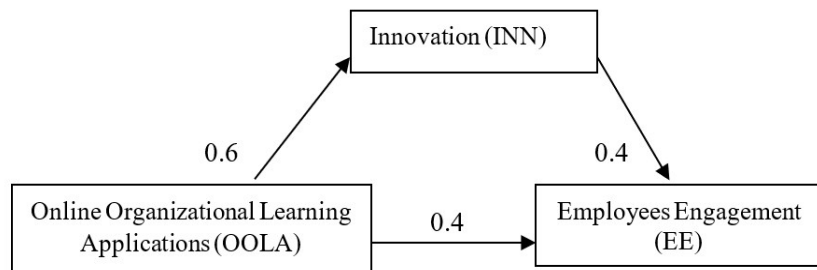 Innovation (INN)
0.6
0.4
Online Organizational Learning
Applications (OOLA)
0.4
Employees Engagement
(EE)